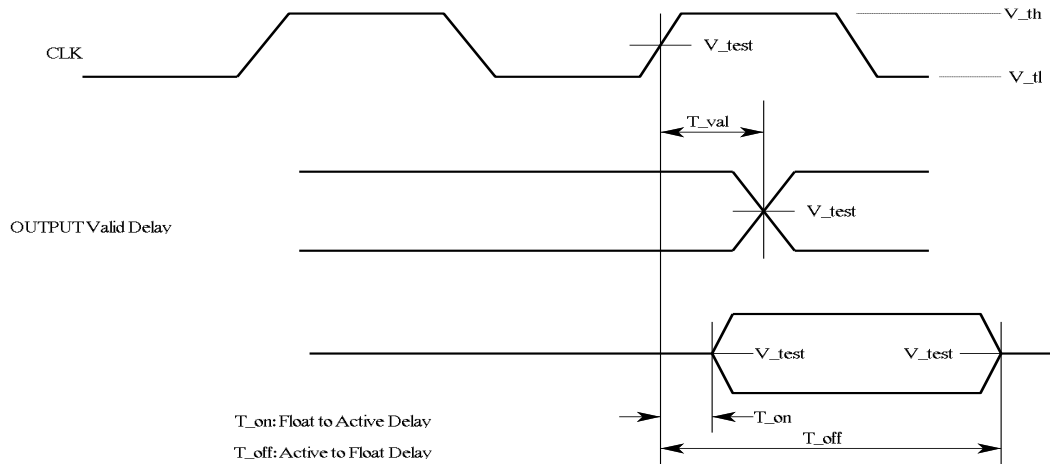 V_th
V_test
CLK
V_tl
T_val
V_test
OUTPUT Valid Delay
V_test
V_test
T_on: Float to Active Delay
T_on
T_off
T_off: Active to Float Delay